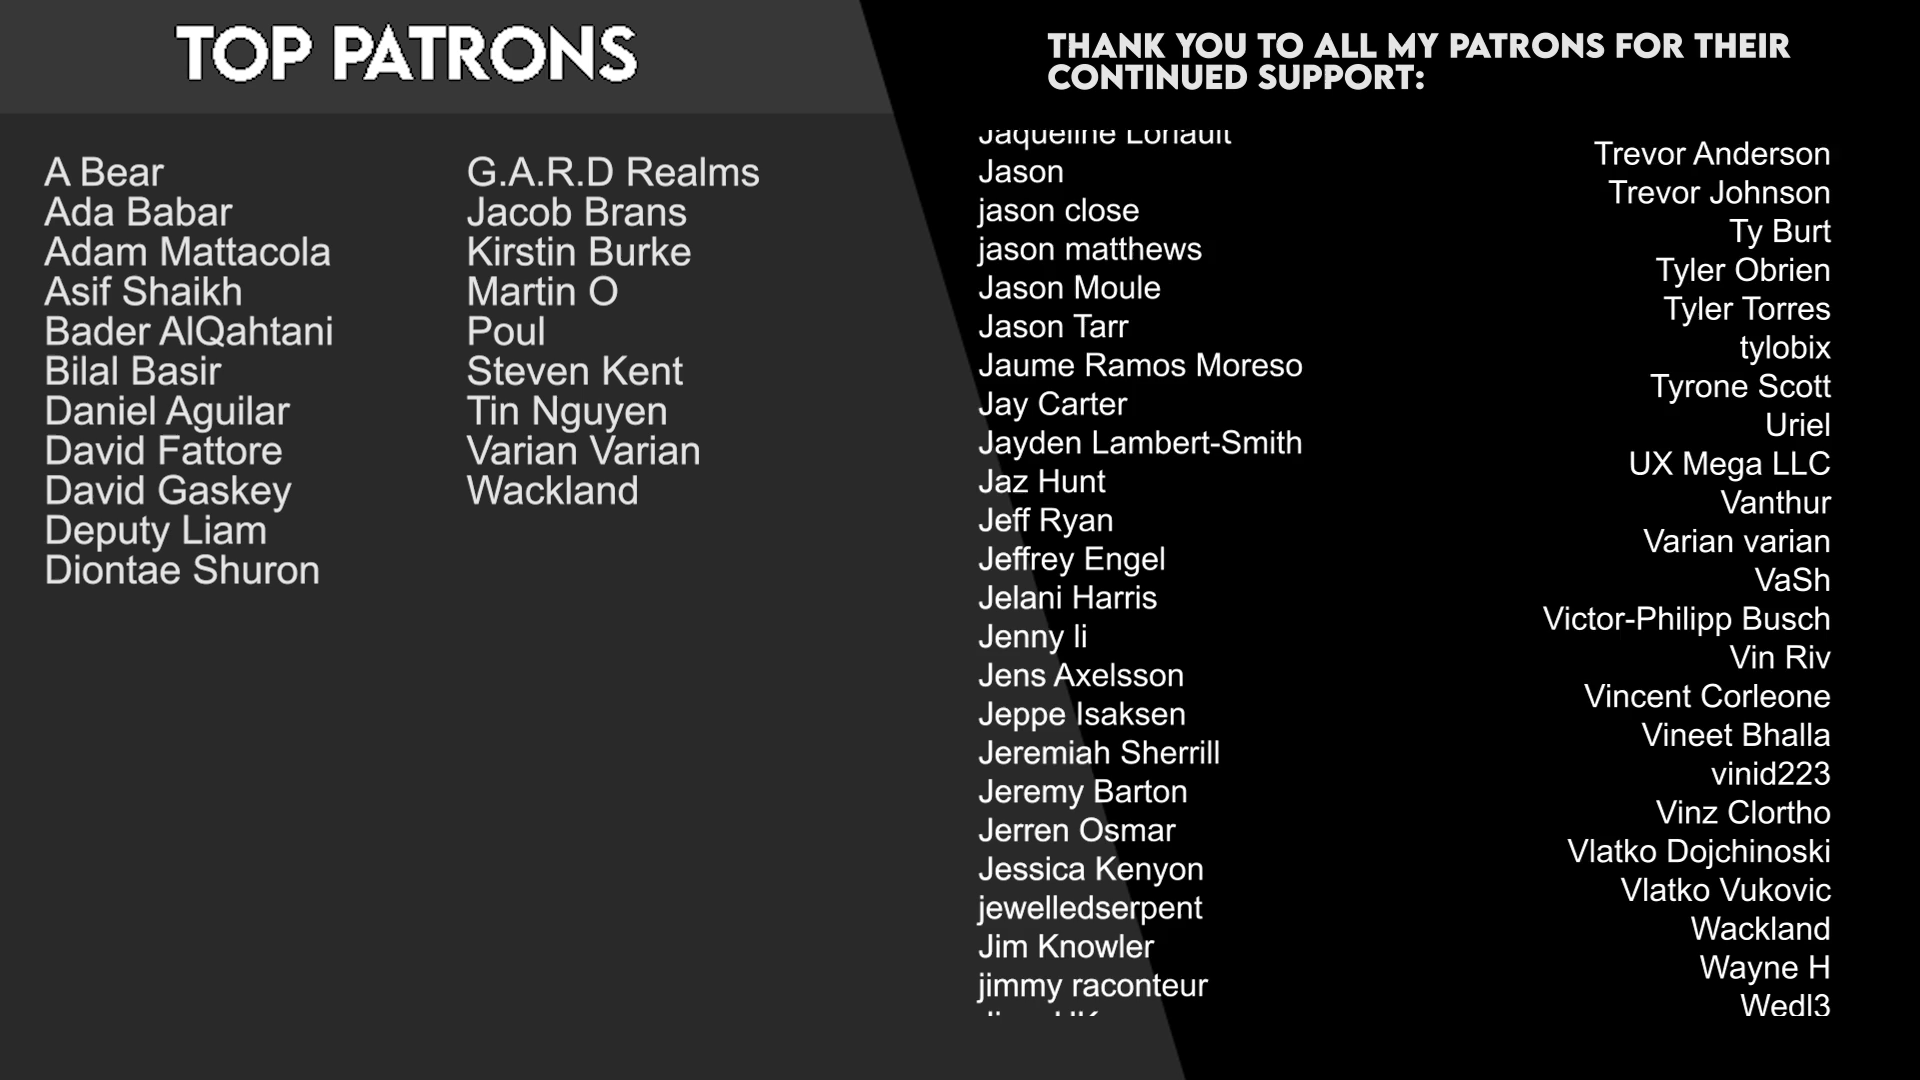 TOP PATRONS
A Bear
Ada Babar
Adam Mattacola
Asif Shaikh
Bader AlQahtani
Bilal Basir
Daniel Aguilar
David Fattore
David Gaskey
Deputy Liam
Diontae Shuron
G.A.R.D Realms
Jacob Brans
Kirstin Burke
Martin O
Poul
Steven Kent
Tin Nguyen
Varian Varian
Wackland
THANK YOU TO ALL MY PATRONS FOR THEIR
CONTINUED SUPPORT:
Jaqueline
Jason
jason close
jason matthews
Jason Moule
Jason Tarr
Jaume Ramos Moreso
Jay Carter
Jayden Lambert-Smith
Jaz Hunt
Jeff Ryan
Jeffrey Engel
Jelani Harris
Jenny li
Jens Axelsson
Jeppe Isaksen
Jeremiah Sherrill
Jeremy Barton
Jerren Osmar
Jessica Kenyon
jewelledserpent
Jim Knowler
jimmy raconteur
Trevor Anderson
Trevor Johnson
Ty Burt
Tyler Obrien
Tyler Torres
tylobix
Tyrone Scott
Uriel
UX Mega LLC
Vanthur
Varian varian
VaSh
Victor-Philipp Busch
Vin Riv
Vincent Corleone
Vineet Bhalla
vinid223
Vinz Clortho
Vlatko Dojchinoski
Vlatko Vukovic
Wackland
Wayne H
Wedl3